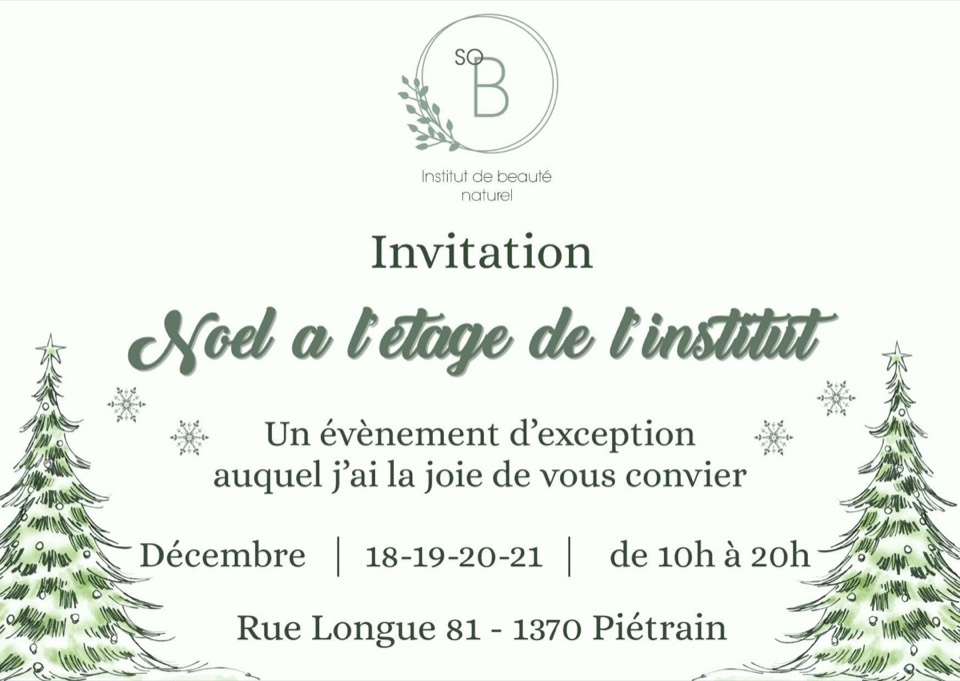 so
B
Institut de beauté
naturel
Invitation
Noel a l'étage de l'institut
Un évènement d'exception
auquel j'ai la joie de vous convier
Décembre | 18-19-20-21 | de 10h à 20h
Rue Longue 81 - 1370 Piétrain